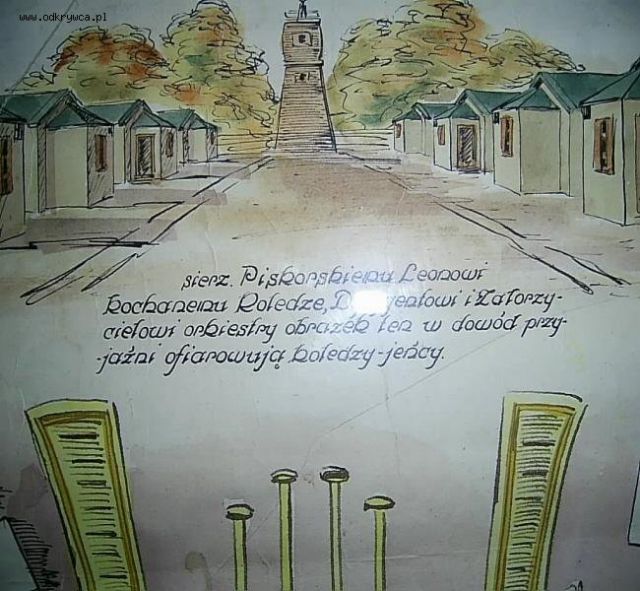 www.odkrywca.pl
sierz. Piskorskiemu Leonowi
kochanemu Koledze, i Założy-
cielowi orkiestry obrazek ten w dowód przy-
-jaźni ofiarowują koledzy-jeńcy.